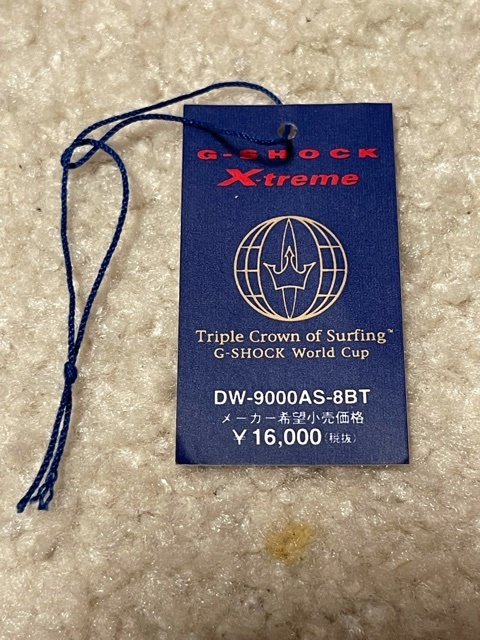 G-SHOCK
X-treme
Triple Crown of Surfing™
G-SHOCK World Cup
DW-9000AS-8BT
メーカー希望小売価格
￥16,000(税抜)